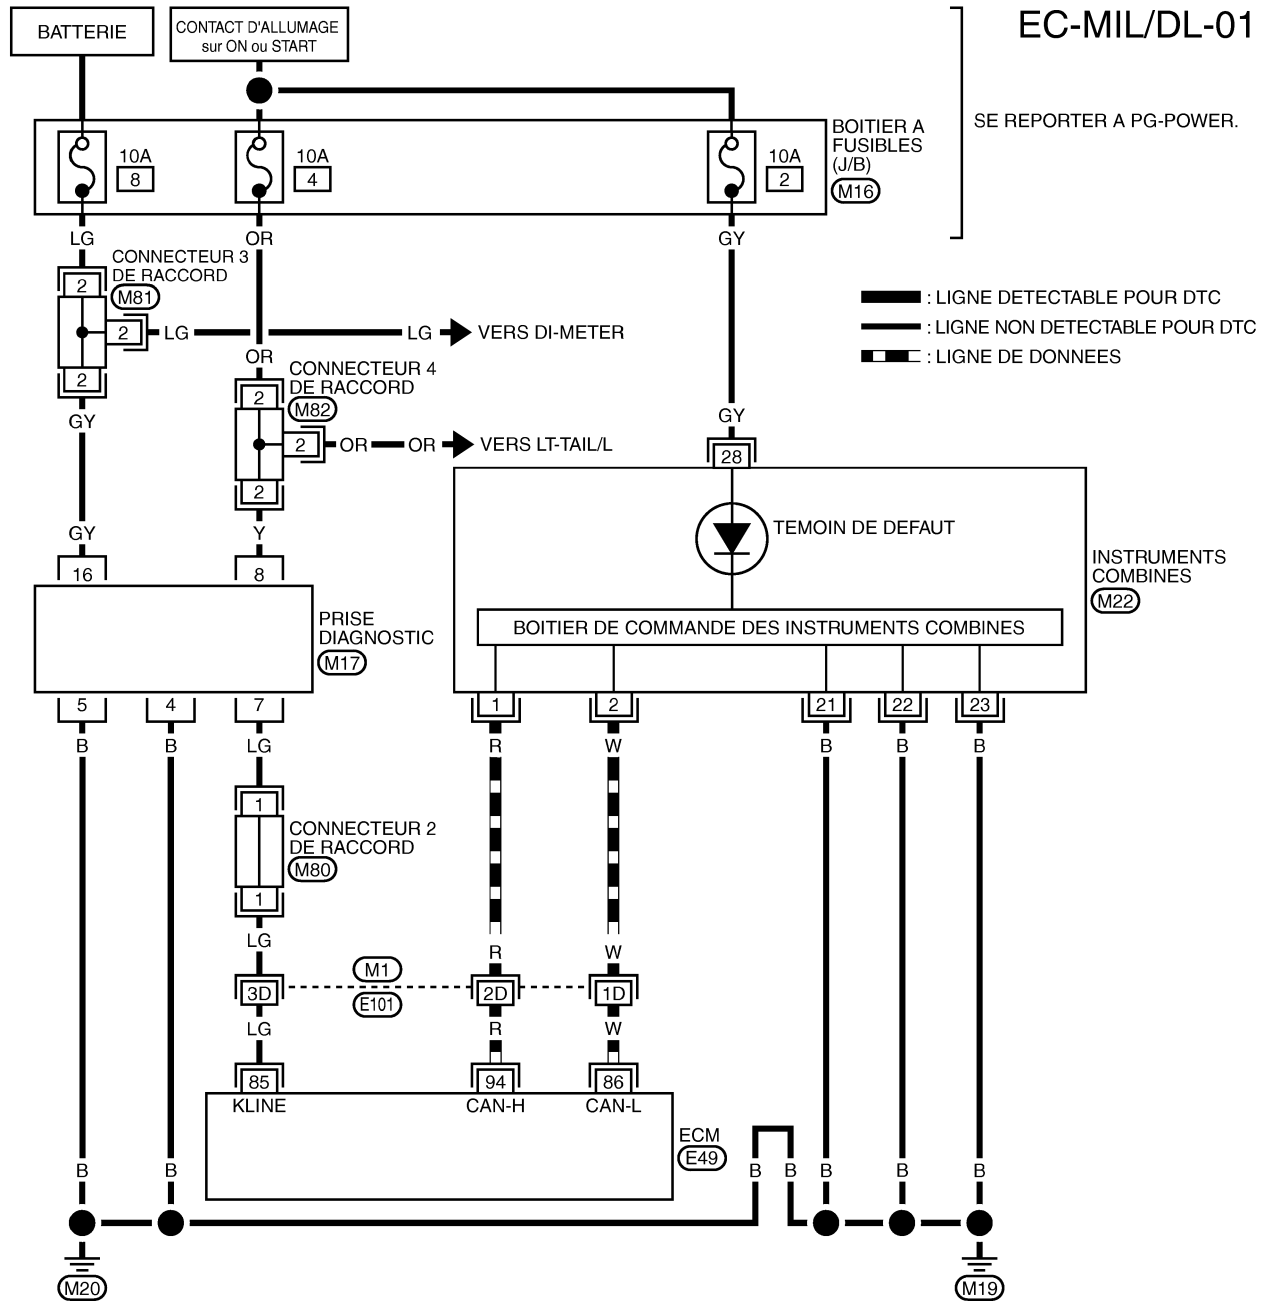 EC-MIL/DL-01
BATTERIE
CONTACT D'ALLUMAGE
sur ON ou START
SE REPORTER A PG-POWER.
BOITIER A
FUSIBLES
(J/B)
M16
10A
8
10A
4
10A
2
LG
OR
GY
CONNECTEUR 3
DE RACCORD
M81
2
2
LG
LG
VERS DI-METER
2
OR
: LIGNE DETECTABLE POUR DTC
: LIGNE NON DETECTABLE POUR DTC
: LIGNE DE DONNEES
CONNECTEUR 4
DE RACCORD
M82
2
GY
GY
2
OR
OR
VERS LT-TAIL/L
28
2
GY
Y
TEMOIN DE DEFAUT
16
8
INSTRUMENTS
COMBINES
M22
PRISE
DIAGNOSTIC
M17
BOITIER DE COMMANDE DES INSTRUMENTS COMBINES
5
4
7
1
2
21
22
23
B
B
LG
R
W
B
B
B
1
CONNECTEUR 2
DE RACCORD
M80
1
LG
R
W
M1
3D
2D
1D
E101
LG
R
W
85
94
86
KLINE
CAN-H
CAN-L
ECM
E49
B
B
B
B
B
B
B
M20
M19